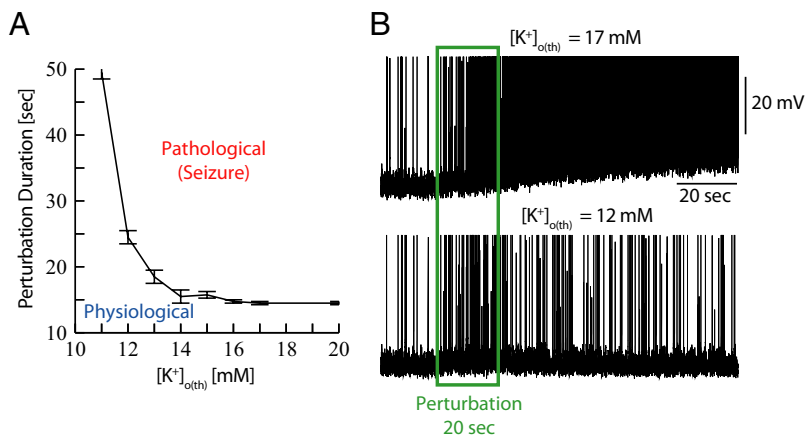 A
Perturbation Duration [sec]
50
40
30
20
10
Pathological
(Seizure)
Physiological
10 12 14 16 18 20
[K⁺]o(th) [mM]
B
[K⁺]o(th) = 17 mM
20 mV
20 sec
[K⁺]o(th) = 12 mM
Perturbation
20 sec